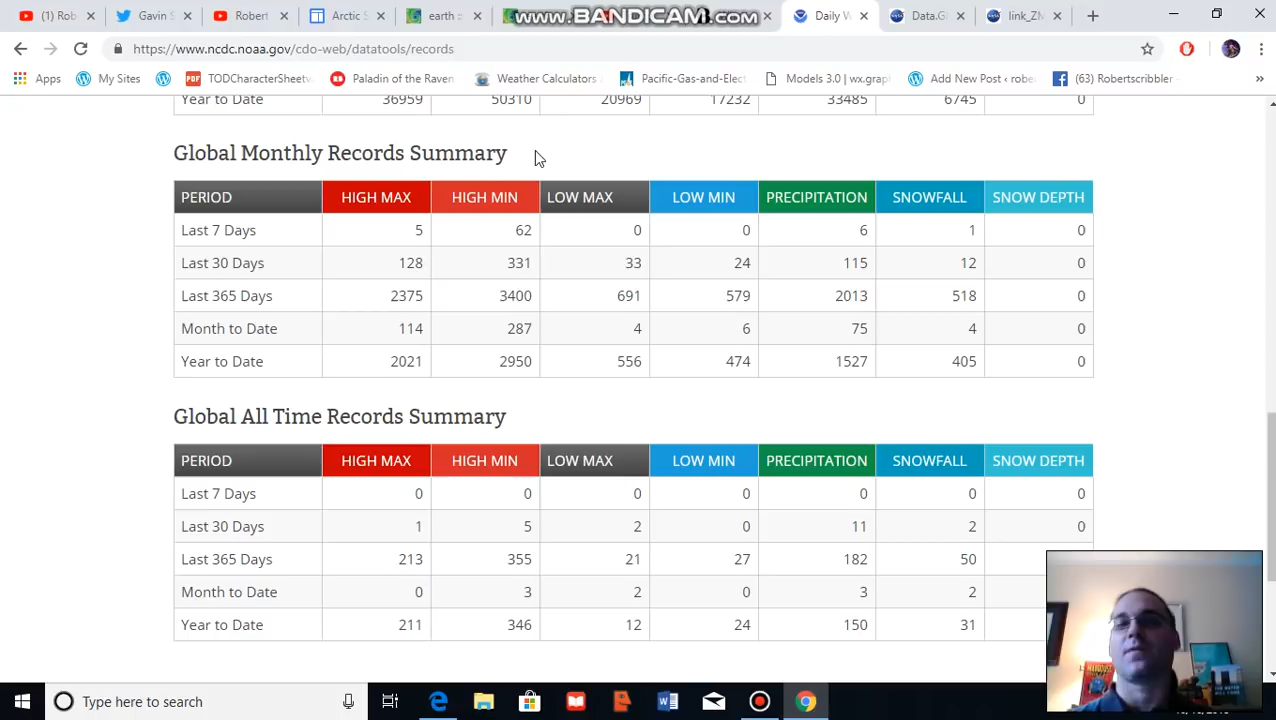 (1) Rob
Gavin S
Robert
Arctic S
earth =
www.BANDICAM.com
Daily W
Data.GI
link_ZN
https://www.ncdc.noaa.gov/cdo-web/datatools/records
Apps My Sites TODCharacterSheetv Paladin of the Raven Weather Calculators Pacific-Gas-and-Elect Models 3.0 | wx.grap Add New Post ‹ robe (63) Robertscribbler -
Year to Date 36959 50310 20969 17232 33485 6745 0
Global Monthly Records Summary
PERIOD HIGH MAX HIGH MIN LOW MAX LOW MIN PRECIPITATION SNOWFALL SNOW DEPTH
Last 7 Days 5 62 0 0 6 1 0
Last 30 Days 128 331 33 24 115 12 0
Last 365 Days 2375 3400 691 579 2013 518 0
Month to Date 114 287 4 6 75 4 0
Year to Date 2021 2950 556 474 1527 405 0
Global All Time Records Summary
PERIOD HIGH MAX HIGH MIN LOW MAX LOW MIN PRECIPITATION SNOWFALL SNOW DEPTH
Last 7 Days 0 0 0 0 0 0 0
Last 30 Days 1 5 2 0 11 2 0
Last 365 Days 213 355 21 27 182 50
Month to Date 0 3 2 0 3 2
Year to Date 211 346 12 24 150 31
Type here to search